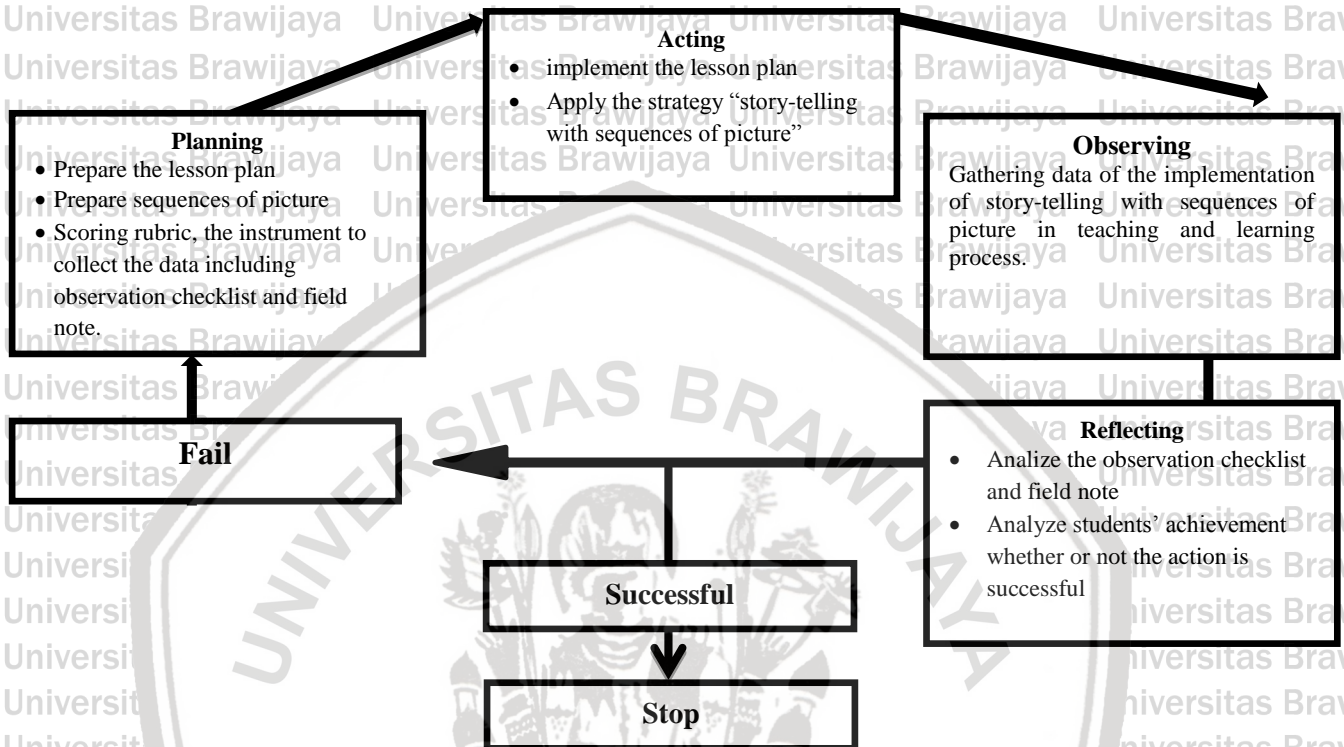 Acting
• implement the lesson plan
• Apply the strategy “story-telling
with sequences of picture”
Planning
• Prepare the lesson plan
• Prepare sequences of picture
• Scoring rubric, the instrument to
collect the data including
observation checklist and field
note.
Observing
Gathering data of the implementation
of story-telling with sequences of
picture in teaching and learning
process.
Fail
Reflecting
• Analize the observation checklist
and field note
• Analyze students’ achievement
whether or not the action is
successful
Successful
Stop
UNIVERSITAS BRAWIJAYA